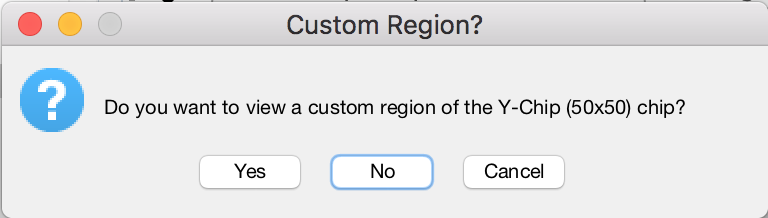 Custom Region?
Do you want to view a custom region of the Y-Chip (50x50) chip?
Yes No Cancel